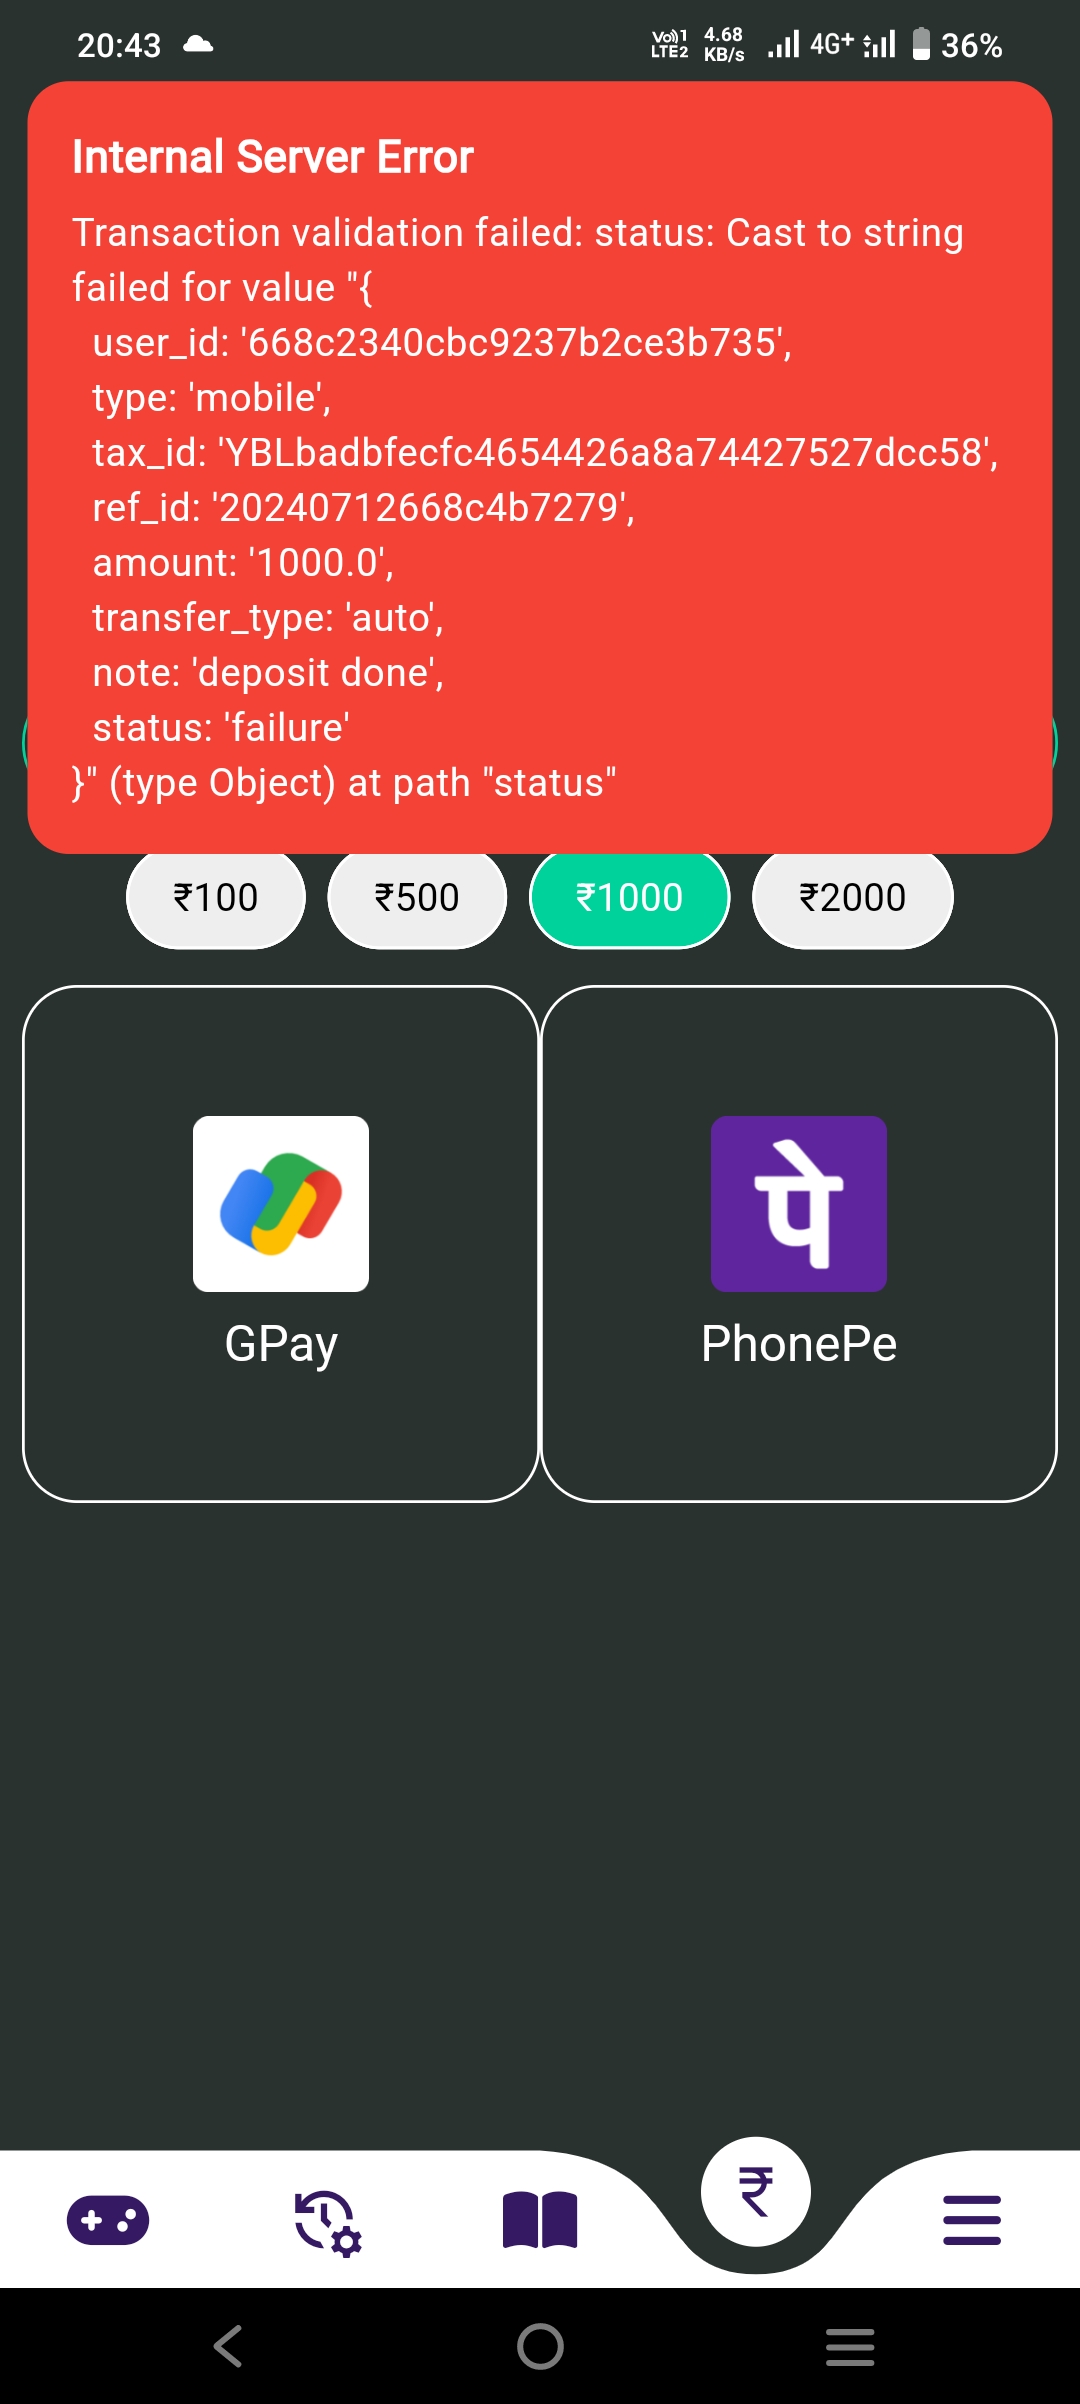 20:43 VoLTE 1 LTE2 4.68 KB/s 4G+ 36%
Internal Server Error
Transaction validation failed: status: Cast to string
failed for value "{
user_id: '668c2340cbc9237b2ce3b735',
type: 'mobile',
tax_id: 'YBLbadbfecfc4654426a8a74427527dcc58',
ref_id: '20240712668c4b7279',
amount: '1000.0',
transfer_type: 'auto',
note: 'deposit done',
status: 'failure'
}" (type Object) at path "status"
₹100 ₹500 ₹1000 ₹2000
पे
GPay PhonePe
₹